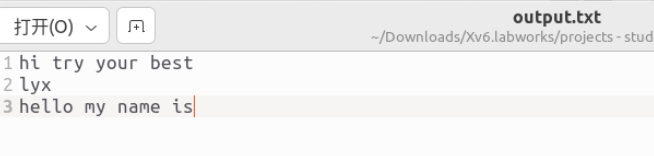 打开(O)
output.txt
~/Downloads/Xv6.labworks/projects - stud
1 hi try your best
2 lyx
3 hello my name is